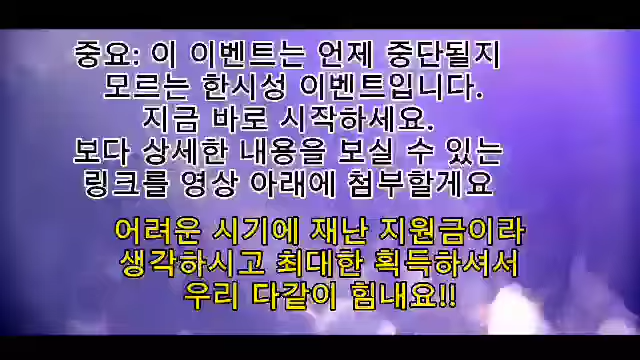 중요: 이 이벤트는 언제 중단될지
모르는 한시성 이벤트입니다.
지금 바로 시작하세요.
보다 상세한 내용을 보실 수 있는
링크를 영상 아래에 첨부할게요
어려운 시기에 재난 지원금이라
생각하시고 최대한 획득하셔서
우리 다같이 힘내요!!